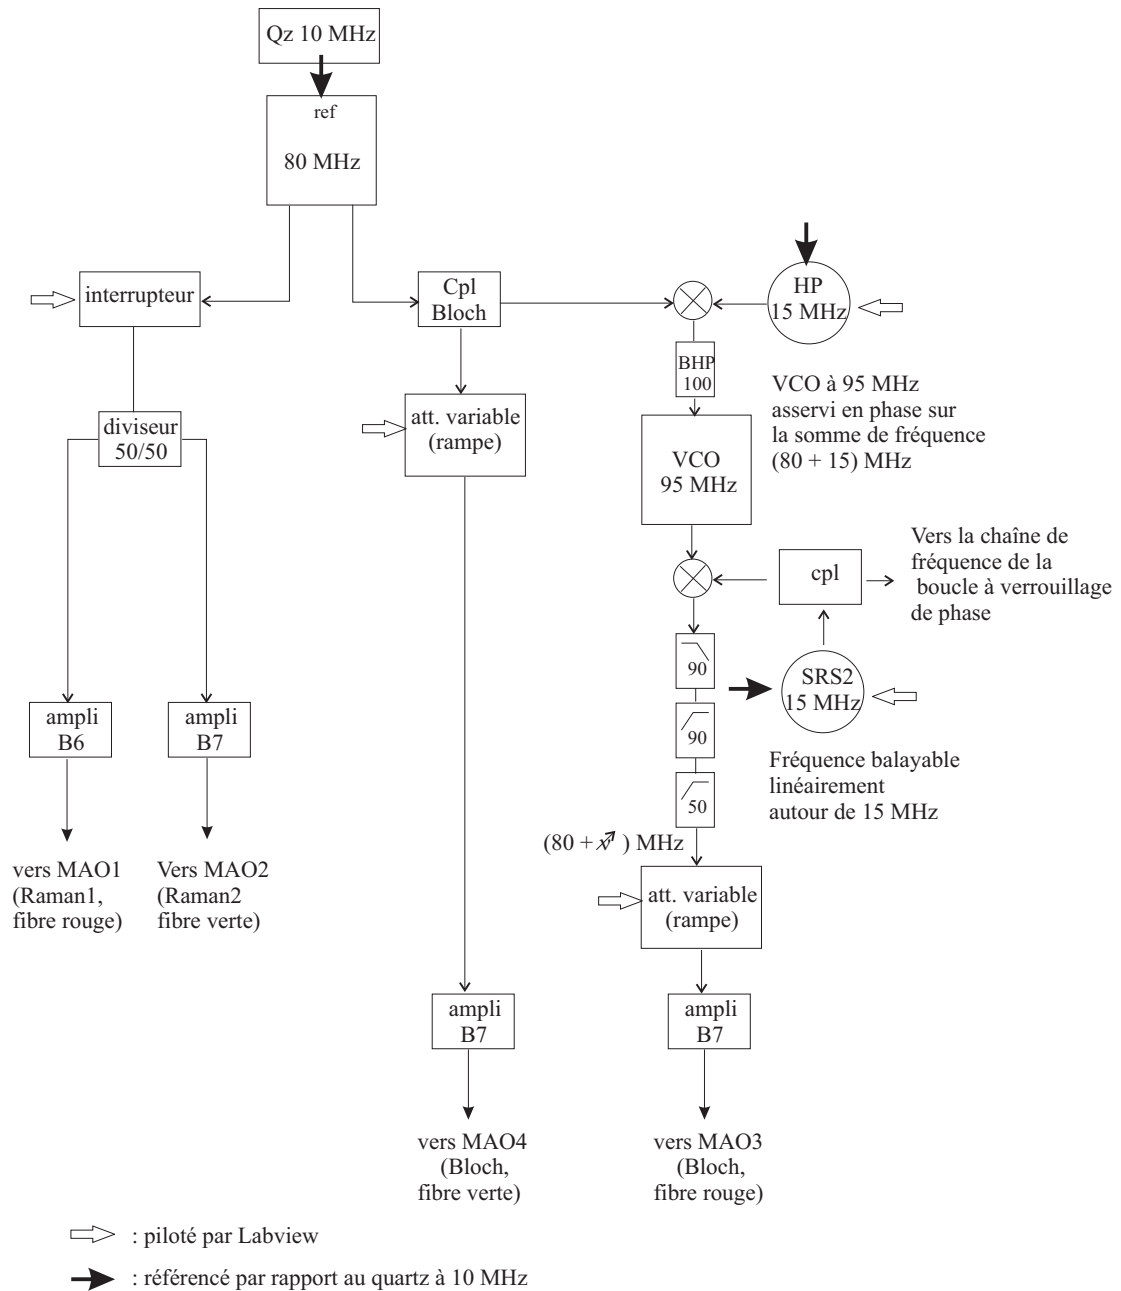 Qz 10 MHz
ref
80 MHz
interrupteur
Cpl
Bloch
HP
15 MHz
BHP
100
att. variable
(rampe)
diviseur
50/50
VCO
95 MHz
VCO à 95 MHz
asservi en phase sur
la somme de fréquence
(80 + 15) MHz
cpl
Vers la chaîne de
fréquence de la
boucle à verrouillage
de phase
90
SRS2
15 MHz
90
50
Fréquence balayable
linéairement
autour de 15 MHz
ampli
B6
ampli
B7
(80 + ) MHz
vers MAO1
(Raman1,
fibre rouge)
Vers MAO2
(Raman2
fibre verte)
att. variable
(rampe)
ampli
B7
ampli
B7
vers MAO4
(Bloch,
fibre verte)
vers MAO3
(Bloch,
fibre rouge)
: piloté par Labview
: référencé par rapport au quartz à 10 MHz